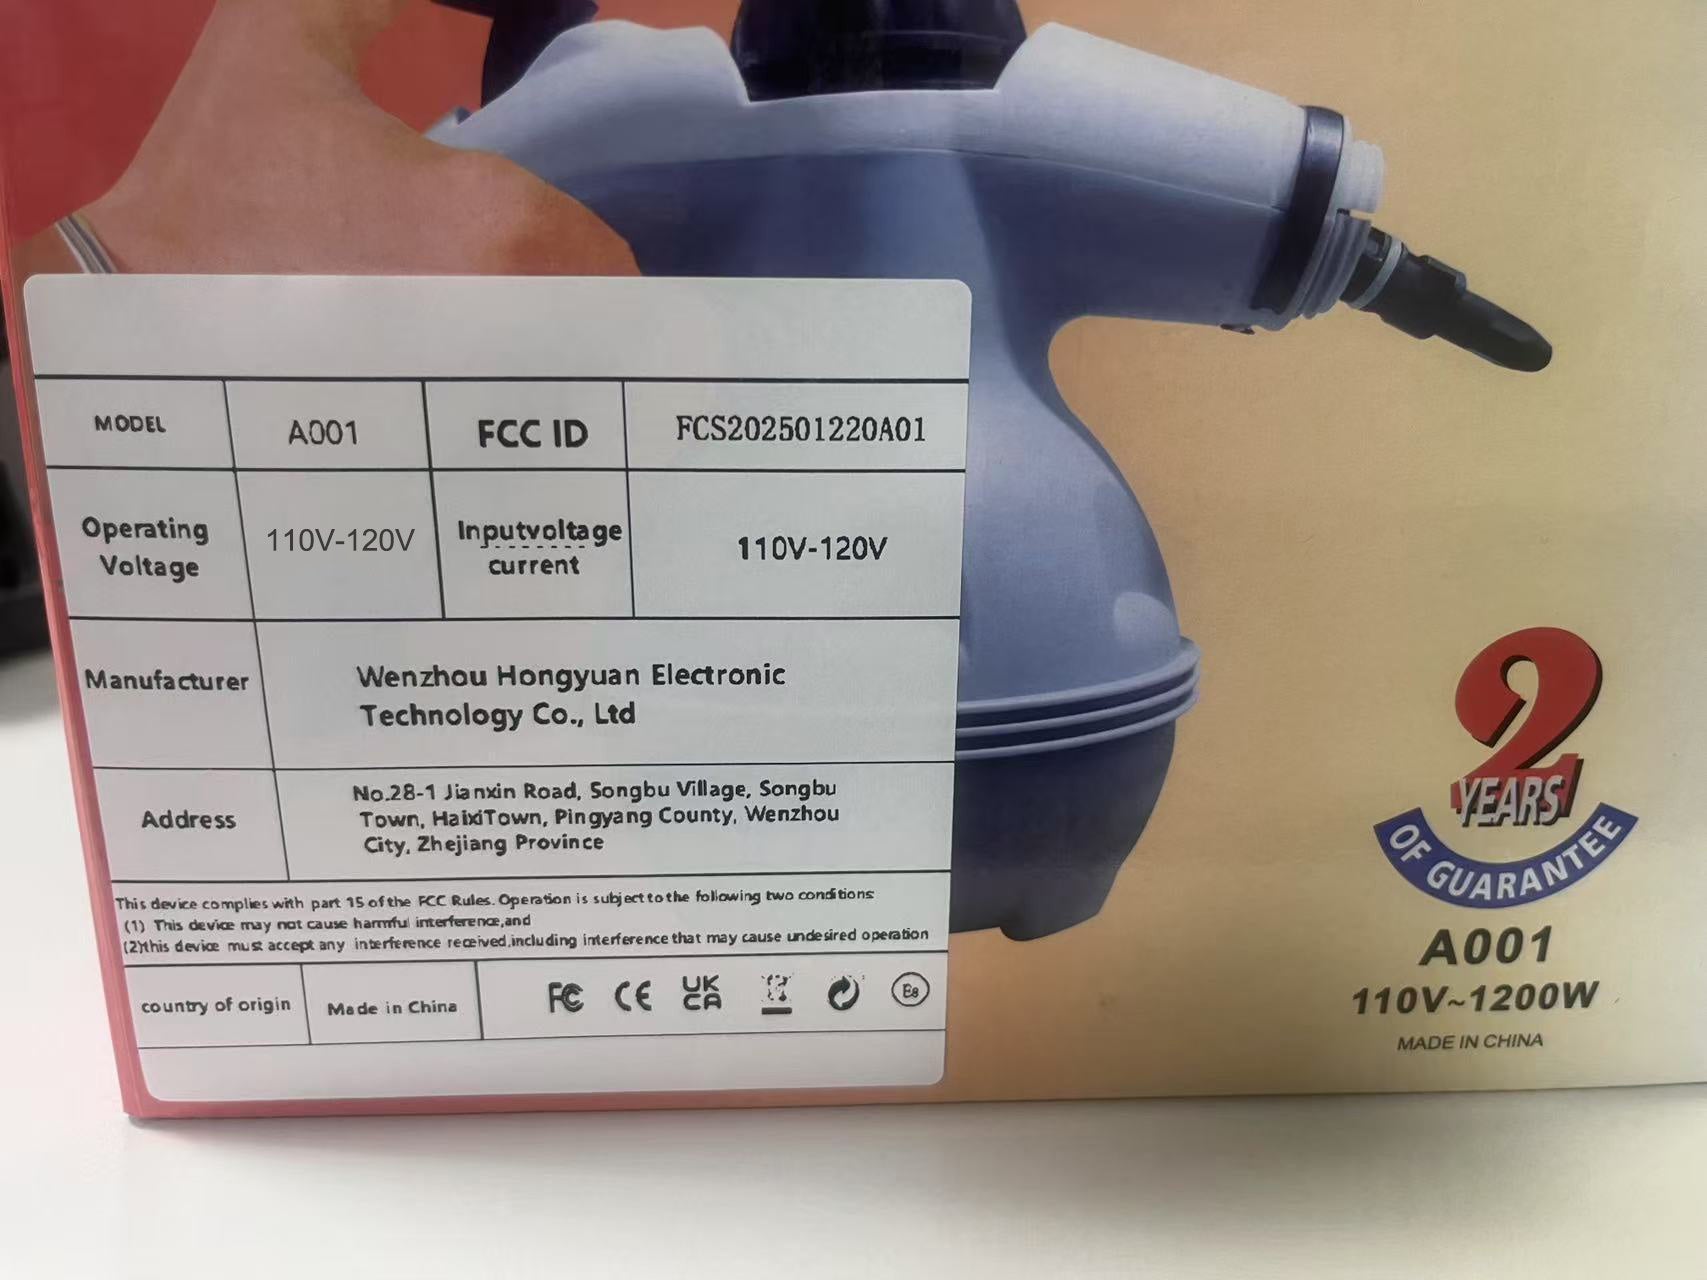 MODEL
A001
FCC ID
FCS202501220A01
Operating
Voltage
110V-120V
Inputvoltage
current
110V-120V
Manufacturer
Wenzhou Hongyuan Electronic
Technology Co., Ltd
Address
No.28-1 Jianxin Road, Songbu Village, Songbu
Town, HaixiTown, Pingyang County, Wenzhou
City, Zhejiang Province
This device complies with part 15 of the FCC Rules. Operation is subject to the following two conditions:
(1) This device may not cause harmful interference,and
(2)this device must accept any interference received,including interference that may cause undesired operation
country of origin
Made in China
FC CE UK
CA
2
YEARS
OF GUARANTEE
A001
110V~1200W
MADE IN CHINA